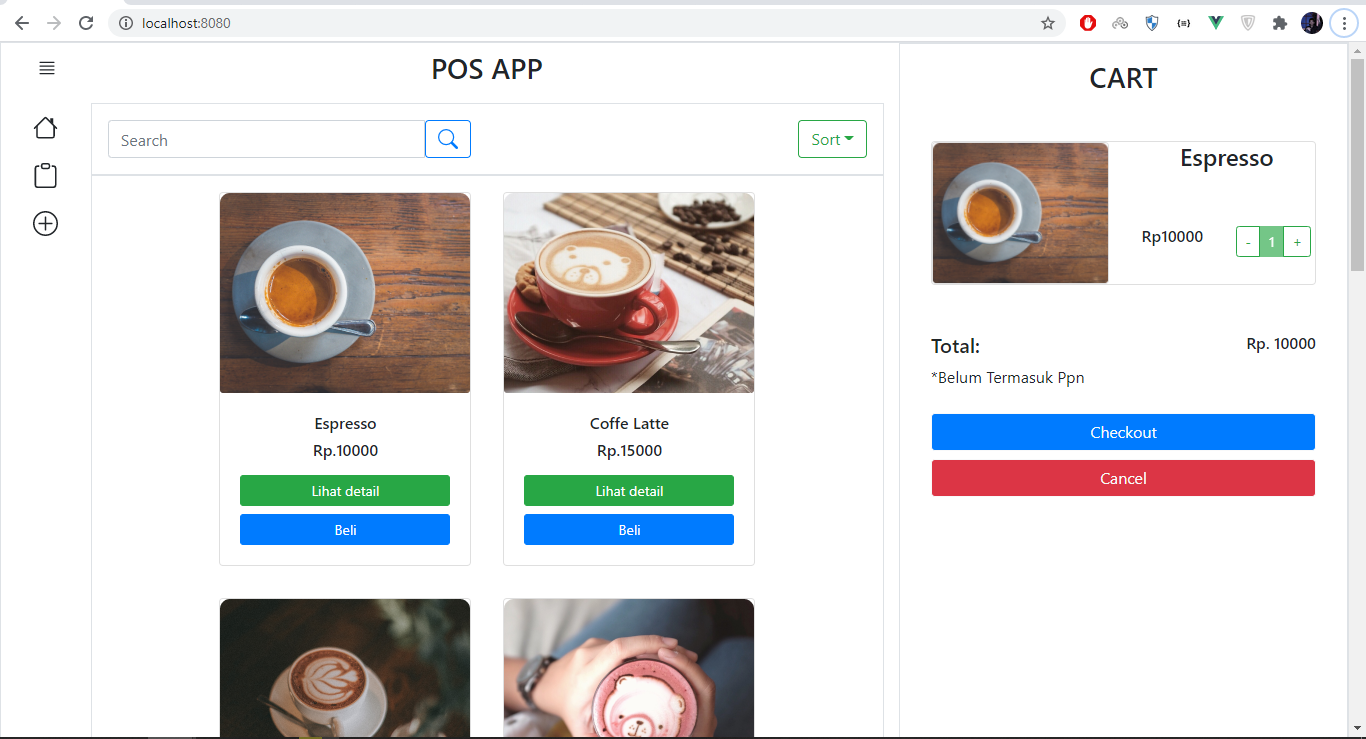 localhost:8080
POS APP
Search
Sort
Espresso
Rp.10000
Lihat detail
Beli
Coffe Latte
Rp.15000
Lihat detail
Beli
CART
Espresso
Rp10000
- 1 +
Total: Rp. 10000
*Belum Termasuk Ppn
Checkout
Cancel